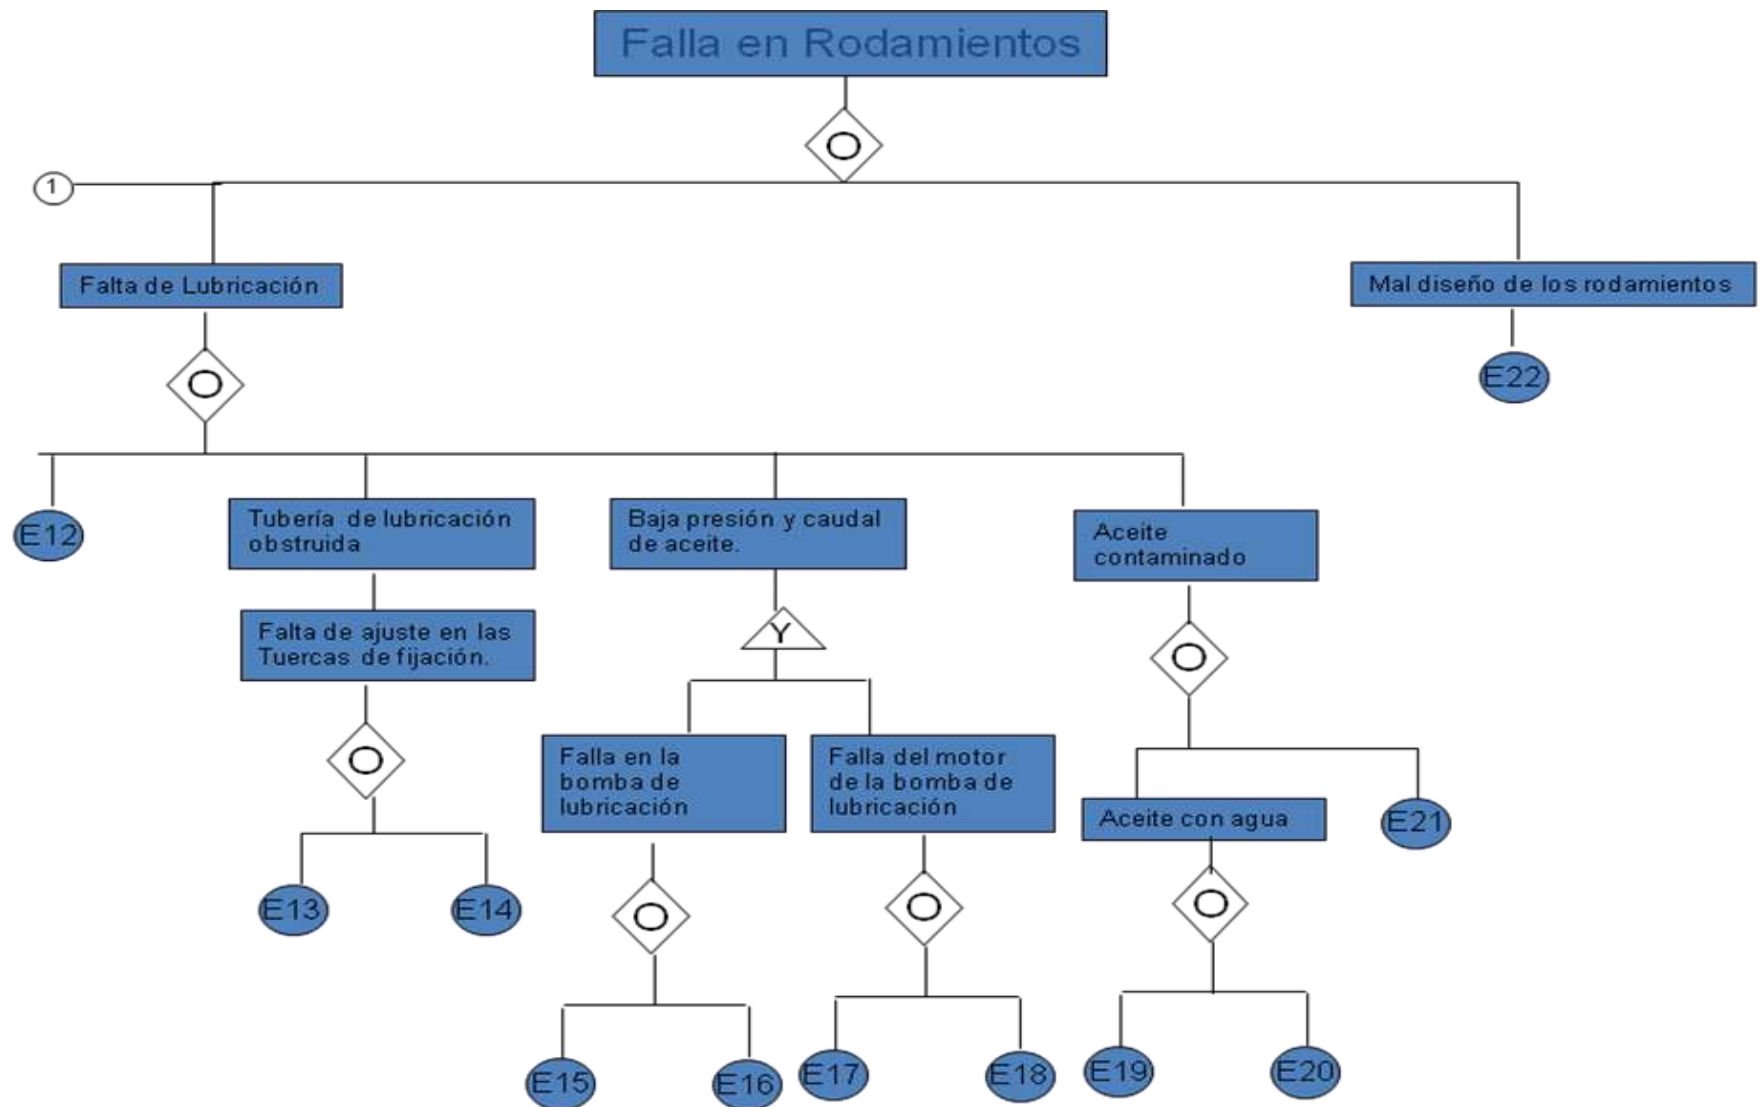 Falla en Rodamientos
O
1
Falta de Lubricación
Mal diseño de los rodamientos
O
E22
E12
Tubería de lubricación
obstruida
Baja presión y caudal
de aceite.
Aceite
contaminado
Falta de ajuste en las
Tuercas de fijación.
Y
O
O
Falla en la
bomba de
lubricación
Falla del motor
de la bomba de
lubricación
Aceite con agua
E21
E13
E14
O
O
O
E15
E16
E17
E18
E19
E20